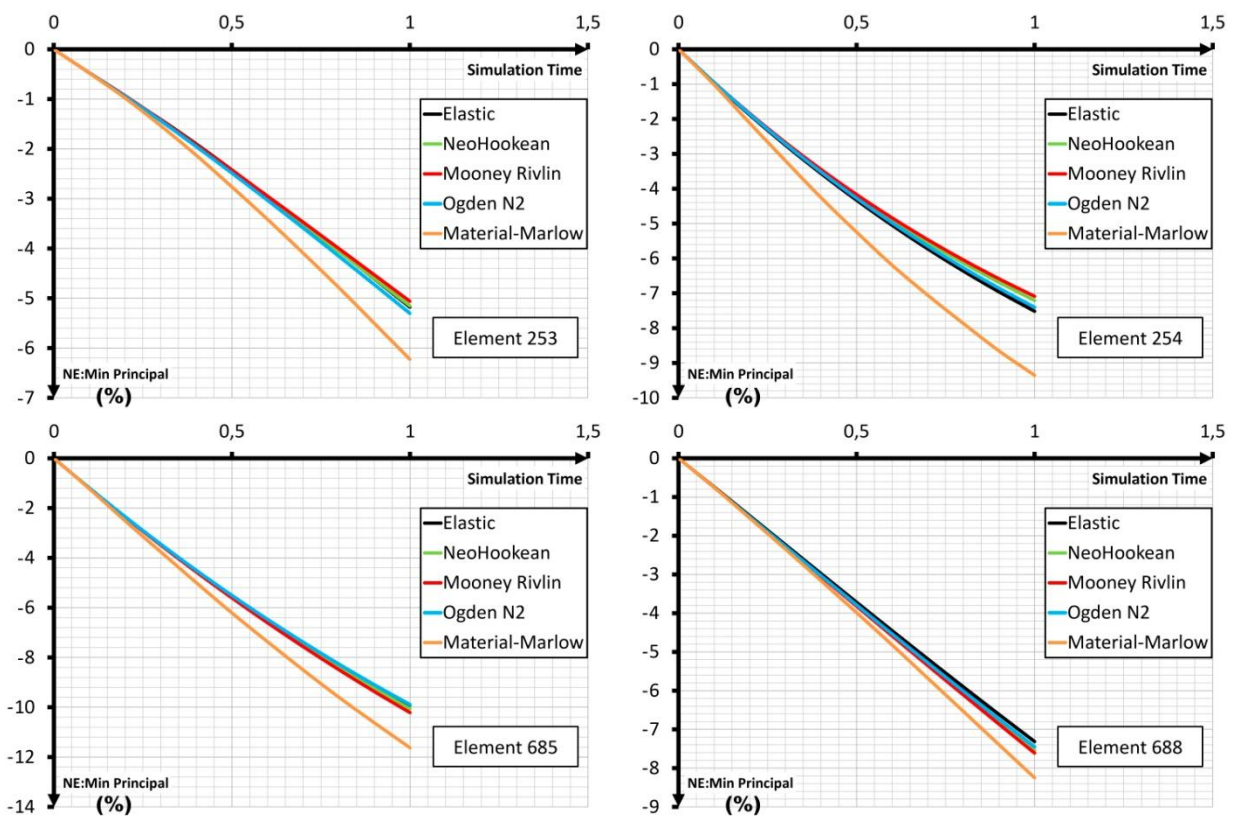 0 0,5 1 1,5
0
Simulation Time
-1
Elastic
-2
NeoHookean
Mooney Rivlin
-3
Ogden N2
-4
Material-Marlow
-5
-6
Element 253
NE:Min Principal
-7
(%)
0 0,5 1 1,5
0
Simulation Time
-1
-2
Elastic
-3
NeoHookean
-4
Mooney Rivlin
Ogden N2
-5
Material-Marlow
-6
-7
-8
Element 254
-9
NE:Min Principal
-10
(%)
0 0,5 1 1,5
0
Simulation Time
-2
Elastic
-4
NeoHookean
Mooney Rivlin
-6
Ogden N2
Material-Marlow
-8
-10
-12
Element 685
NE:Min Principal
-14
(%)
0 0,5 1 1,5
0
Simulation Time
-1
Elastic
-2
NeoHookean
-3
Mooney Rivlin
-4
Ogden N2
Material-Marlow
-5
-6
-7
Element 688
-8
NE:Min Principal
-9
(%)